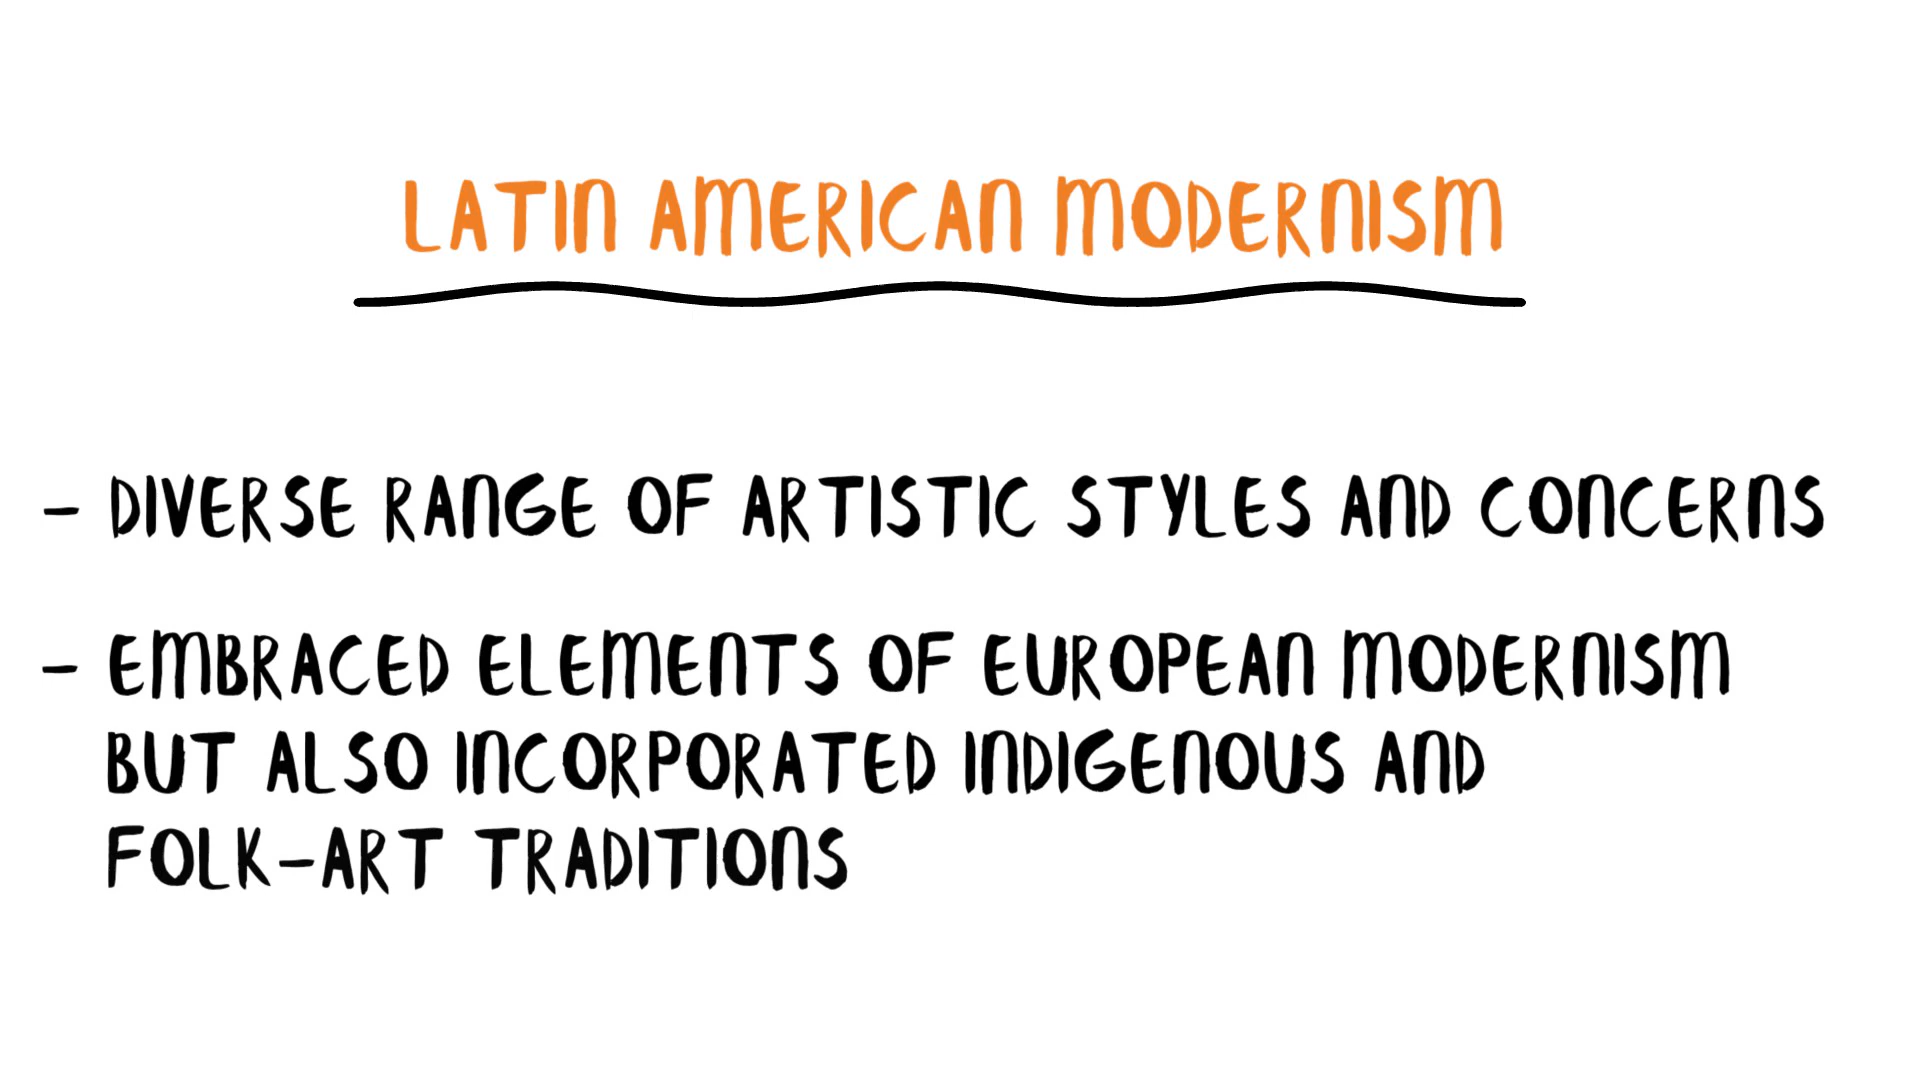 LATIN AMERICAN MODERNISM
- DIVERSE RANGE OF ARTISTIC STYLES AND CONCERNS
- EMBRACED ELEMENTS OF EUROPEAN MODERNISM
BUT ALSO INCORPORATED INDIGENOUS AND
FOLK-ART TRADITIONS